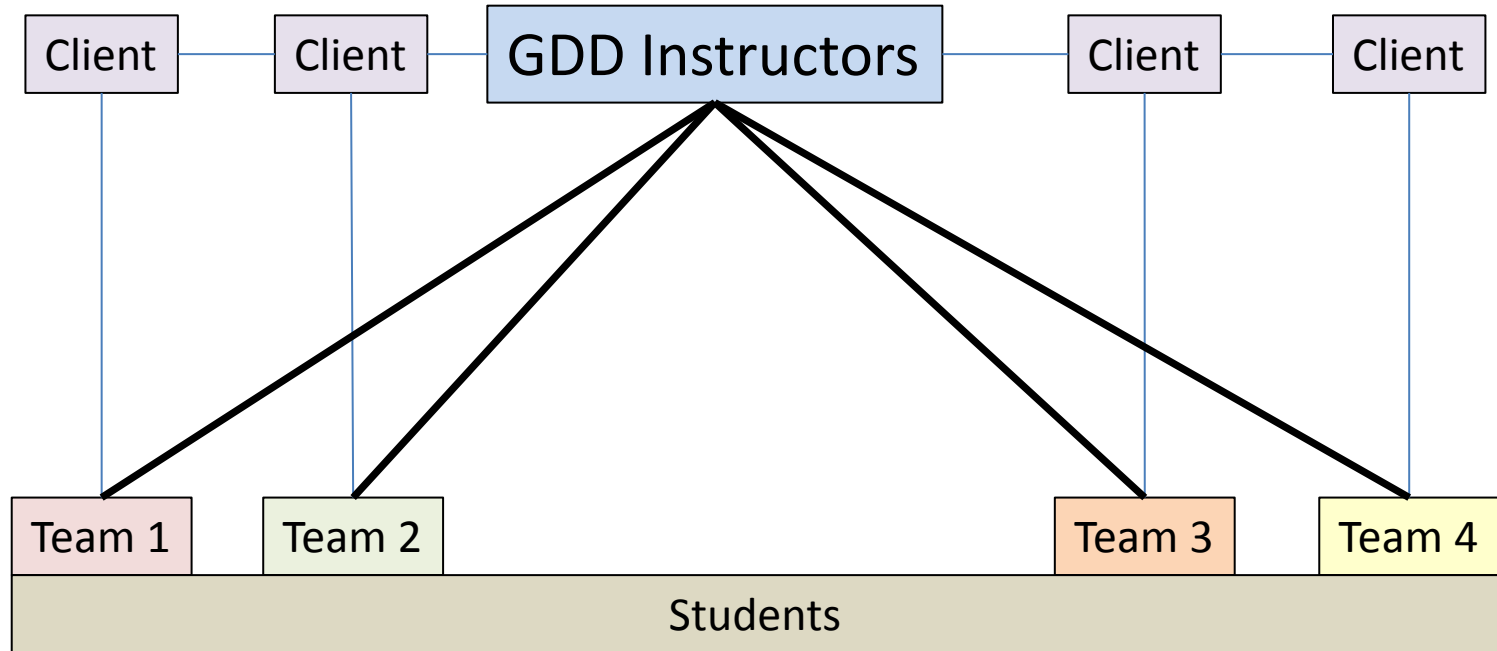 Client
Client
GDD Instructors
Client
Client
Team 1
Team 2
Team 3
Team 4
Students